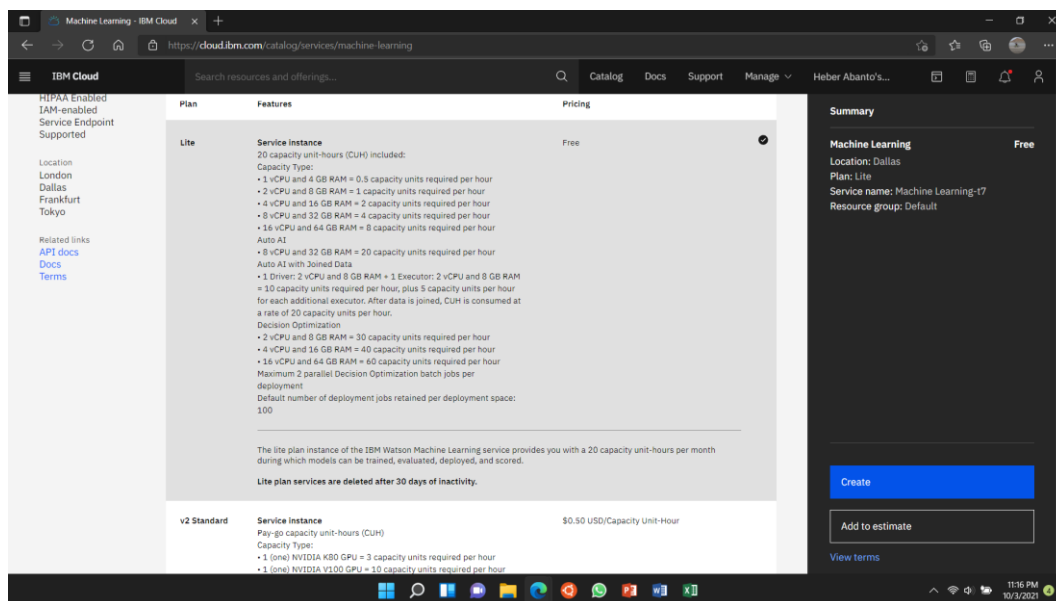 Machine Learning - IBM Cloud
https://cloud.ibm.com/catalog/services/machine-learning
IBM Cloud
Search resources and offerings...
Catalog
Docs
Support
Manage
Heber Abanto's...
HIPAA Enabled
IAM-enabled
Service Endpoint
Supported
Location
London
Dallas
Frankfurt
Tokyo
Related links
API docs
Docs
Terms
Plan
Features
Pricing
Lite
Service instance
Free
20 capacity unit-hours (CUH) included:
Capacity Type:
• 1 vCPU and 4 GB RAM = 0.5 capacity units required per hour
• 2 vCPU and 8 GB RAM = 1 capacity units required per hour
• 4 vCPU and 16 GB RAM = 2 capacity units required per hour
• 8 vCPU and 32 GB RAM = 4 capacity units required per hour
• 16 vCPU and 64 GB RAM = 8 capacity units required per hour
Auto AI
• 8 vCPU and 32 GB RAM = 20 capacity units required per hour
Auto AI with Joined Data
• 1 Driver: 2 vCPU and 8 GB RAM + 1 Executor: 2 vCPU and 8 GB RAM
= 10 capacity units required per hour, plus 5 capacity units per hour
for each additional executor. After data is joined, CUH is consumed at
a rate of 20 capacity units per hour.
Decision Optimization
• 2 vCPU and 8 GB RAM = 30 capacity units required per hour
• 4 vCPU and 16 GB RAM = 40 capacity units required per hour
• 16 vCPU and 64 GB RAM = 60 capacity units required per hour
Maximum 2 parallel Decision Optimization batch jobs per
deployment
Default number of deployment jobs retained per deployment space:
100
The lite plan instance of the IBM Watson Machine Learning service provides you with a 20 capacity unit-hours per month
during which models can be trained, evaluated, deployed, and scored.
Lite plan services are deleted after 30 days of inactivity.
v2 Standard
Service instance
$0.50 USD/Capacity Unit-Hour
Pay-go capacity unit-hours (CUH)
Capacity Type:
• 1 (one) NVIDIA K80 GPU = 3 capacity units required per hour
• 1 (one) NVIDIA V100 GPU = 10 capacity units required per hour
Summary
Machine Learning
Free
Location: Dallas
Plan: Lite
Service name: Machine Learning-t7
Resource group: Default
Create
Add to estimate
View terms
11:16 PM
10/3/2021